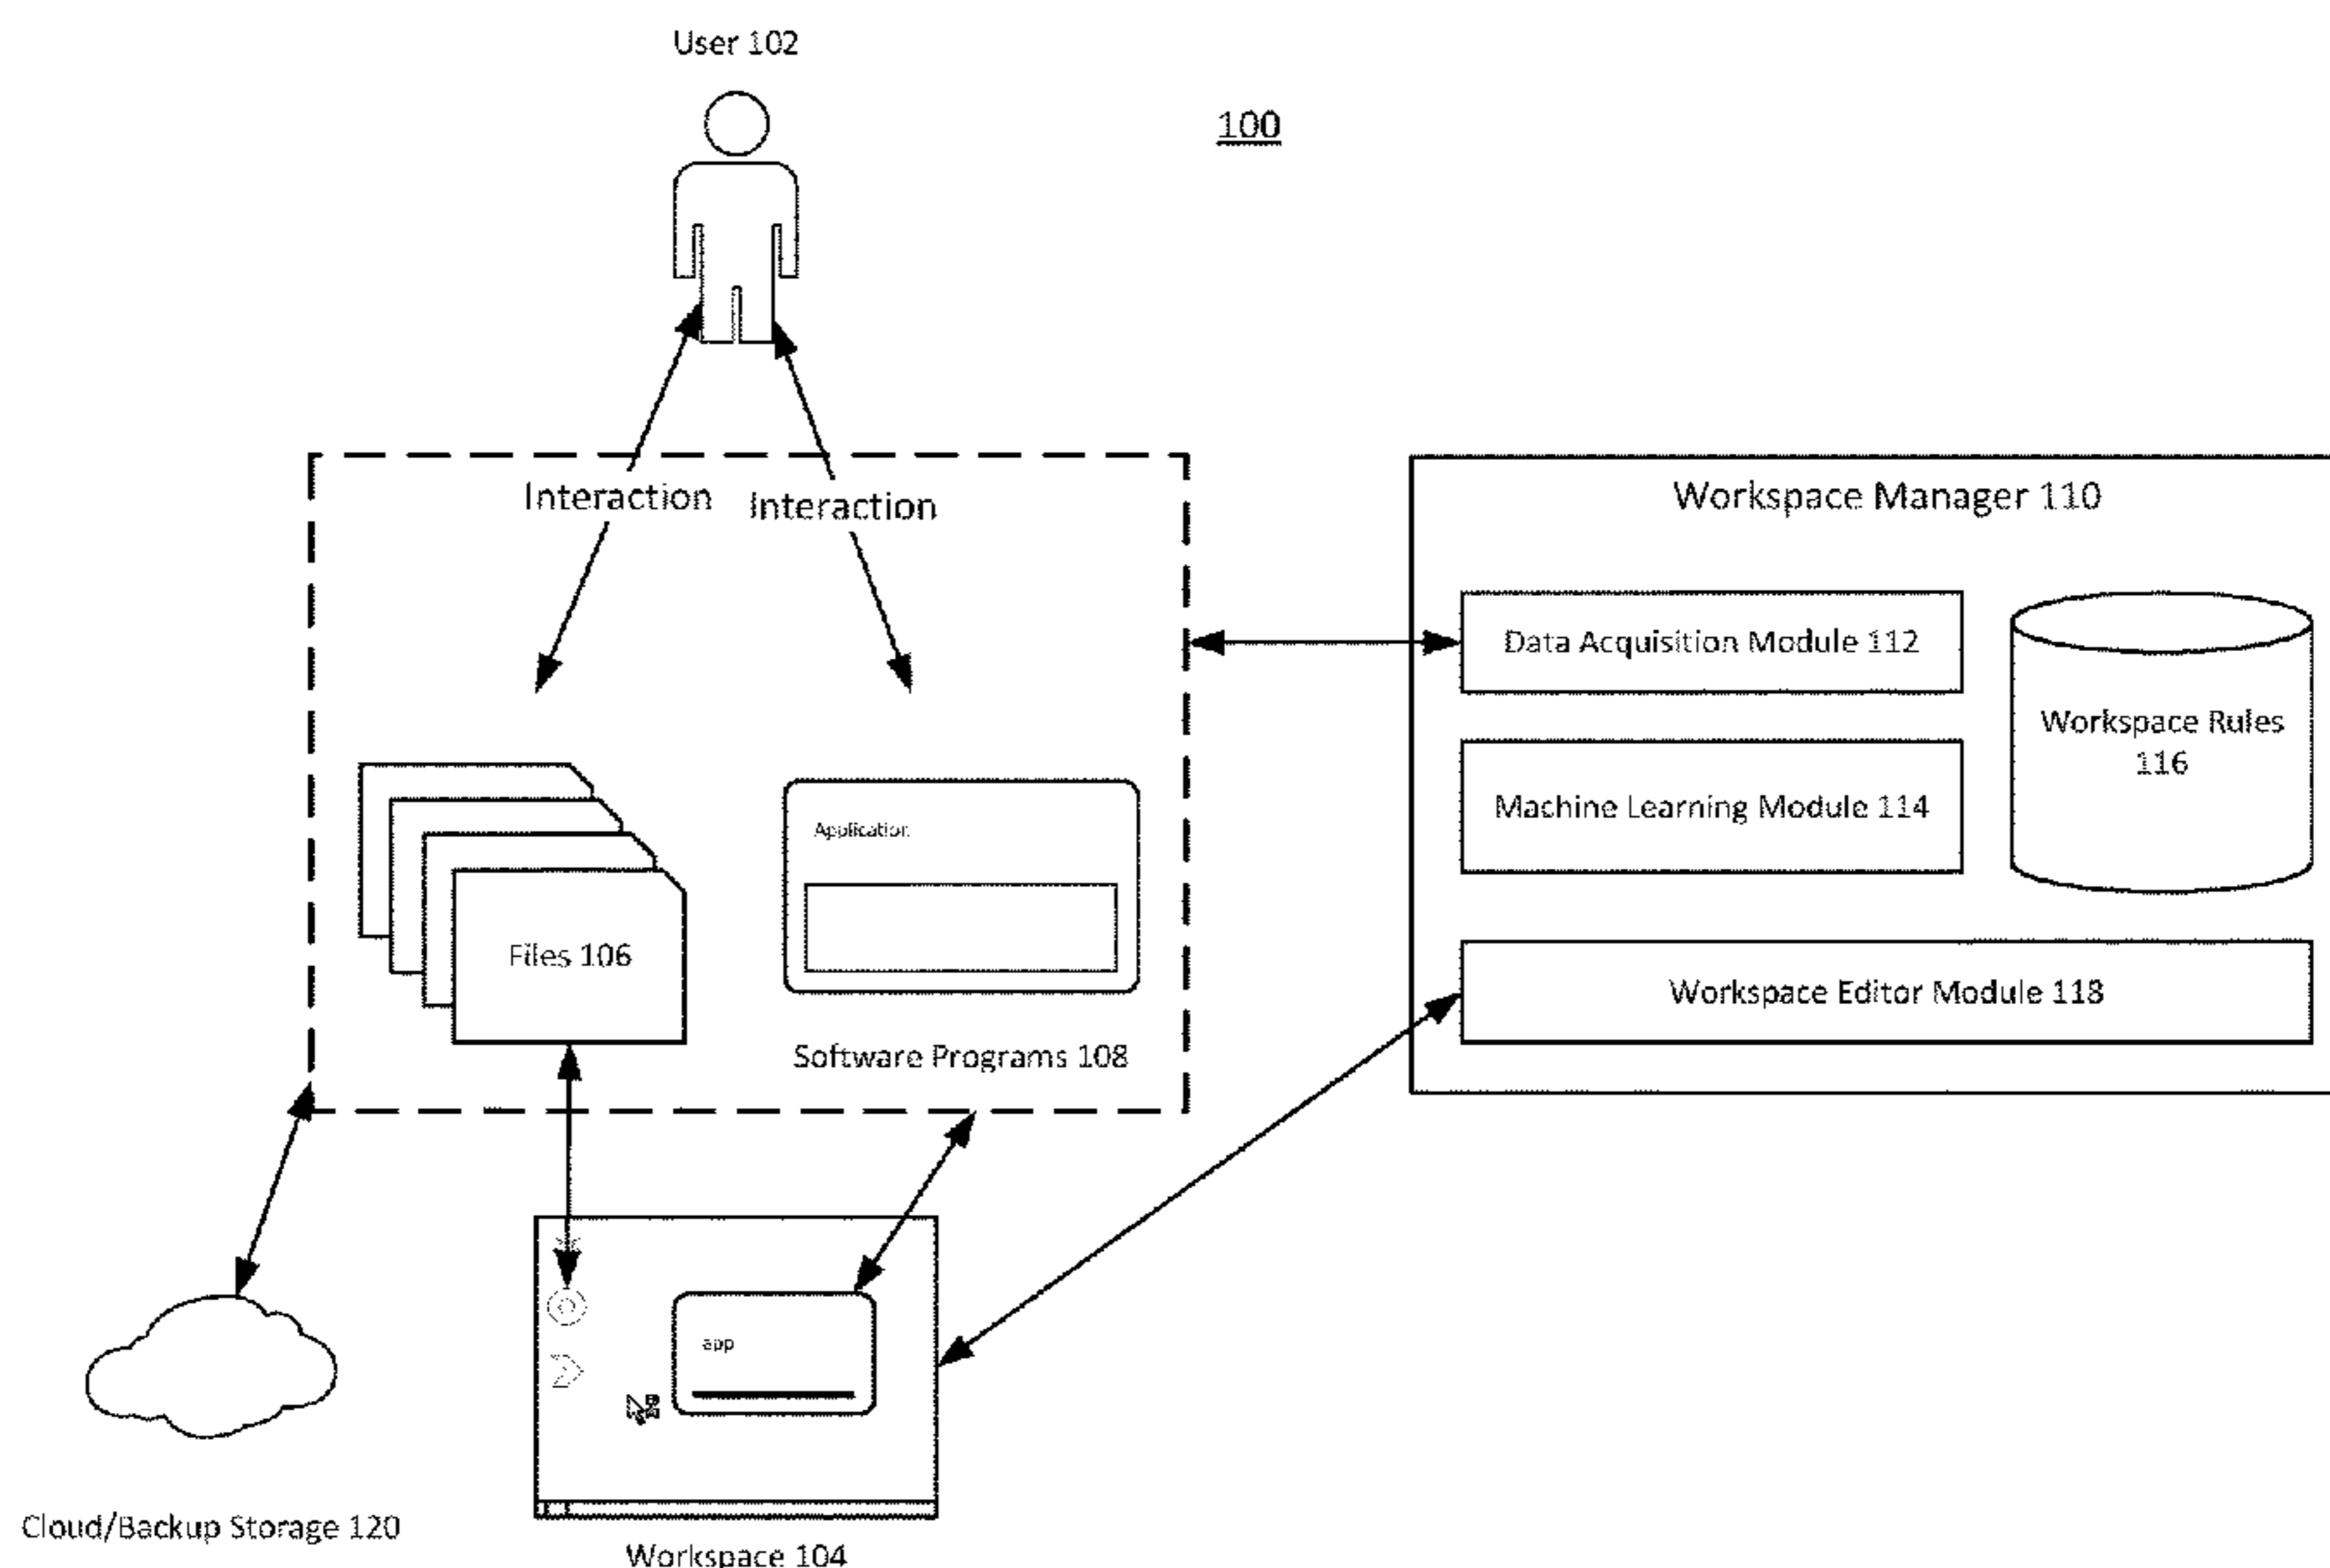 User 102
100
Interaction
Interaction
Workspace Manager 110
Data Acquisition Module 112
Workspace Rules
116
Machine Learning Module 114
Application
Files 106
Workspace Editor Module 118
Software Programs 108
app
Cloud/Backup Storage 120
Workspace 104